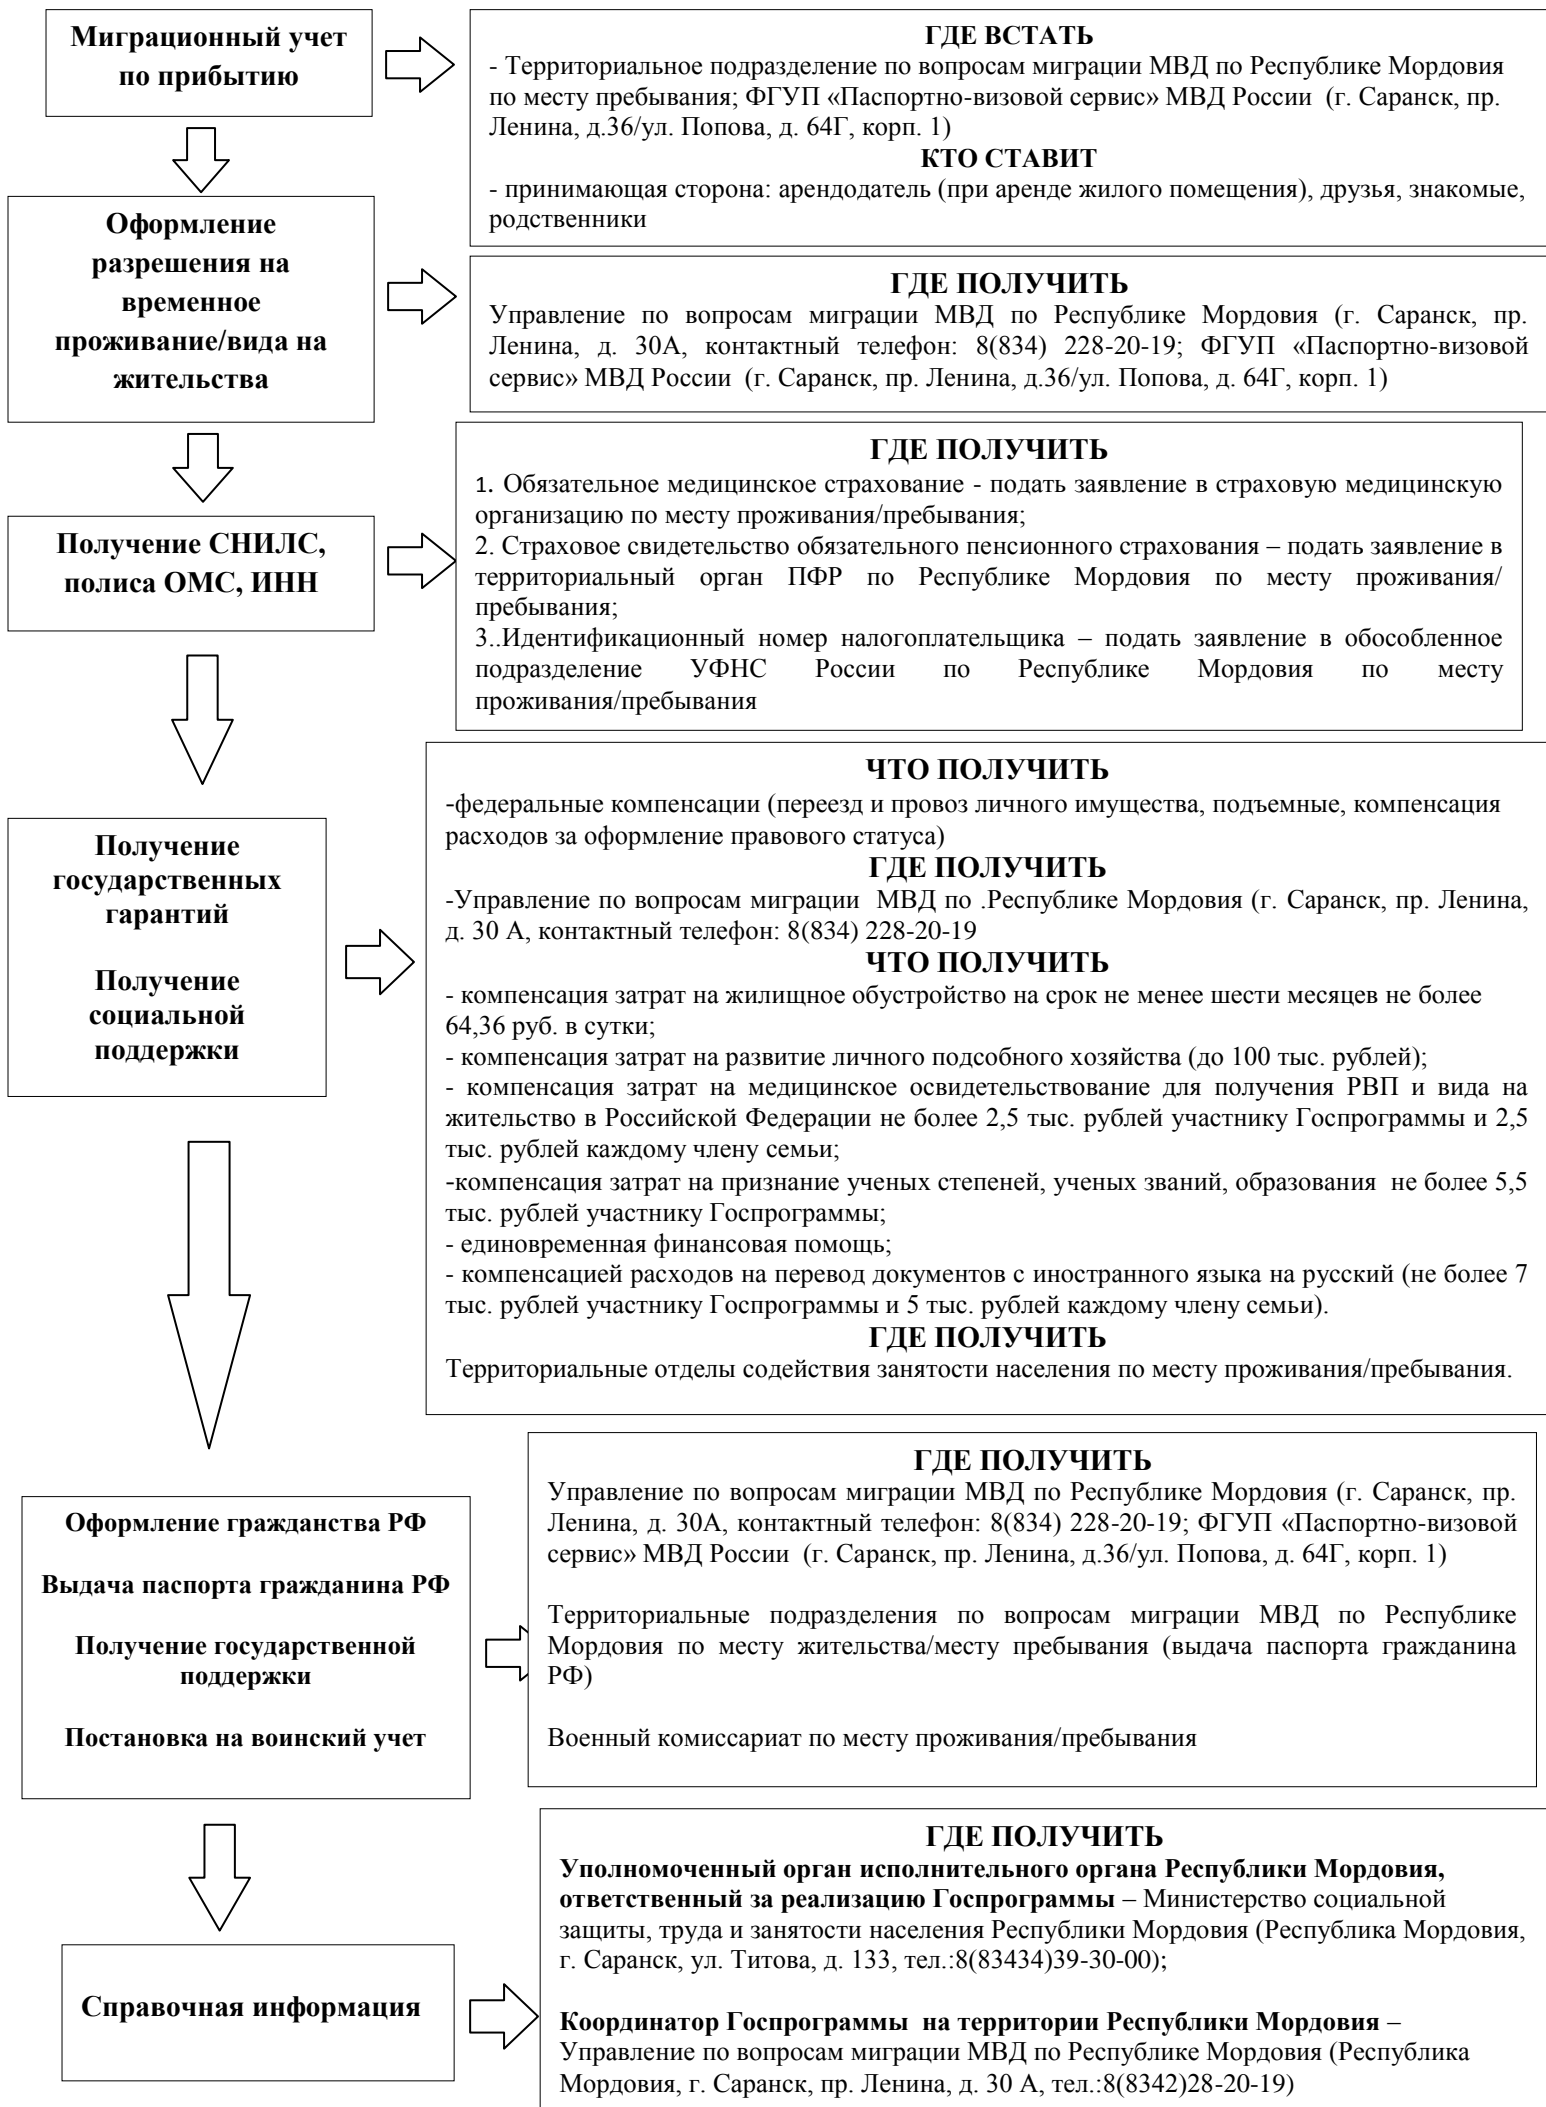 Миграционный учет
по прибытию
ГДЕ ВСТАТЬ
- Территориальное подразделение по вопросам миграции МВД по Республике Мордовия
по месту пребывания; ФГУП «Паспортно-визовой сервис» МВД России (г. Саранск, пр.
Ленина, д.36/ул. Попова, д. 64Г, корп. 1)
КТО СТАВИТ
- принимающая сторона: арендодатель (при аренде жилого помещения), друзья, знакомые,
родственники
Оформление
разрешения на
временное
проживание/вида на
жительства
ГДЕ ПОЛУЧИТЬ
Управление по вопросам миграции МВД по Республике Мордовия (г. Саранск, пр.
Ленина, д. 30А, контактный телефон: 8(834) 228-20-19; ФГУП «Паспортно-визовой
сервис» МВД России (г. Саранск, пр. Ленина, д.36/ул. Попова, д. 64Г, корп. 1)
Получение СНИЛС,
полиса ОМС, ИНН
ГДЕ ПОЛУЧИТЬ
1. Обязательное медицинское страхование - подать заявление в страховую медицинскую
организацию по месту проживания/пребывания;
2. Страховое свидетельство обязательного пенсионного страхования – подать заявление в
территориальный орган ПФР по Республике Мордовия по месту проживания/
пребывания;
3..Идентификационный номер налогоплательщика – подать заявление в обособленное
подразделение УФНС России по Республике Мордовия по месту
проживания/пребывания
Получение
государственных
гарантий
Получение
социальной
поддержки
ЧТО ПОЛУЧИТЬ
-федеральные компенсации (переезд и провоз личного имущества, подъемные, компенсация
расходов за оформление правового статуса)
ГДЕ ПОЛУЧИТЬ
-Управление по вопросам миграции МВД по .Республике Мордовия (г. Саранск, пр. Ленина,
д. 30 А, контактный телефон: 8(834) 228-20-19
ЧТО ПОЛУЧИТЬ
- компенсация затрат на жилищное обустройство на срок не менее шести месяцев не более
64,36 руб. в сутки;
- компенсация затрат на развитие личного подсобного хозяйства (до 100 тыс. рублей);
- компенсация затрат на медицинское освидетельствование для получения РВП и вида на
жительство в Российской Федерации не более 2,5 тыс. рублей участнику Госпрограммы и 2,5
тыс. рублей каждому члену семьи;
-компенсация затрат на признание ученых степеней, ученых званий, образования не более 5,5
тыс. рублей участнику Госпрограммы;
- единовременная финансовая помощь;
- компенсацией расходов на перевод документов с иностранного языка на русский (не более 7
тыс. рублей участнику Госпрограммы и 5 тыс. рублей каждому члену семьи).
ГДЕ ПОЛУЧИТЬ
Территориальные отделы содействия занятости населения по месту проживания/пребывания.
Оформление гражданства РФ
Выдача паспорта гражданина РФ
Получение государственной
поддержки
Постановка на воинский учет
ГДЕ ПОЛУЧИТЬ
Управление по вопросам миграции МВД по Республике Мордовия (г. Саранск, пр.
Ленина, д. 30А, контактный телефон: 8(834) 228-20-19; ФГУП «Паспортно-визовой
сервис» МВД России (г. Саранск, пр. Ленина, д.36/ул. Попова, д. 64Г, корп. 1)
Территориальные подразделения по вопросам миграции МВД по Республике
Мордовия по месту жительства/месту пребывания (выдача паспорта гражданина
РФ)
Военный комиссариат по месту проживания/пребывания
Справочная информация
ГДЕ ПОЛУЧИТЬ
Уполномоченный орган исполнительного органа Республики Мордовия,
ответственный за реализацию Госпрограммы – Министерство социальной
защиты, труда и занятости населения Республики Мордовия (Республика Мордовия,
г. Саранск, ул. Титова, д. 133, тел.:8(83434)39-30-00);
Координатор Госпрограммы на территории Республики Мордовия –
Управление по вопросам миграции МВД по Республике Мордовия (Республика
Мордовия, г. Саранск, пр. Ленина, д. 30 А, тел.:8(8342)28-20-19)